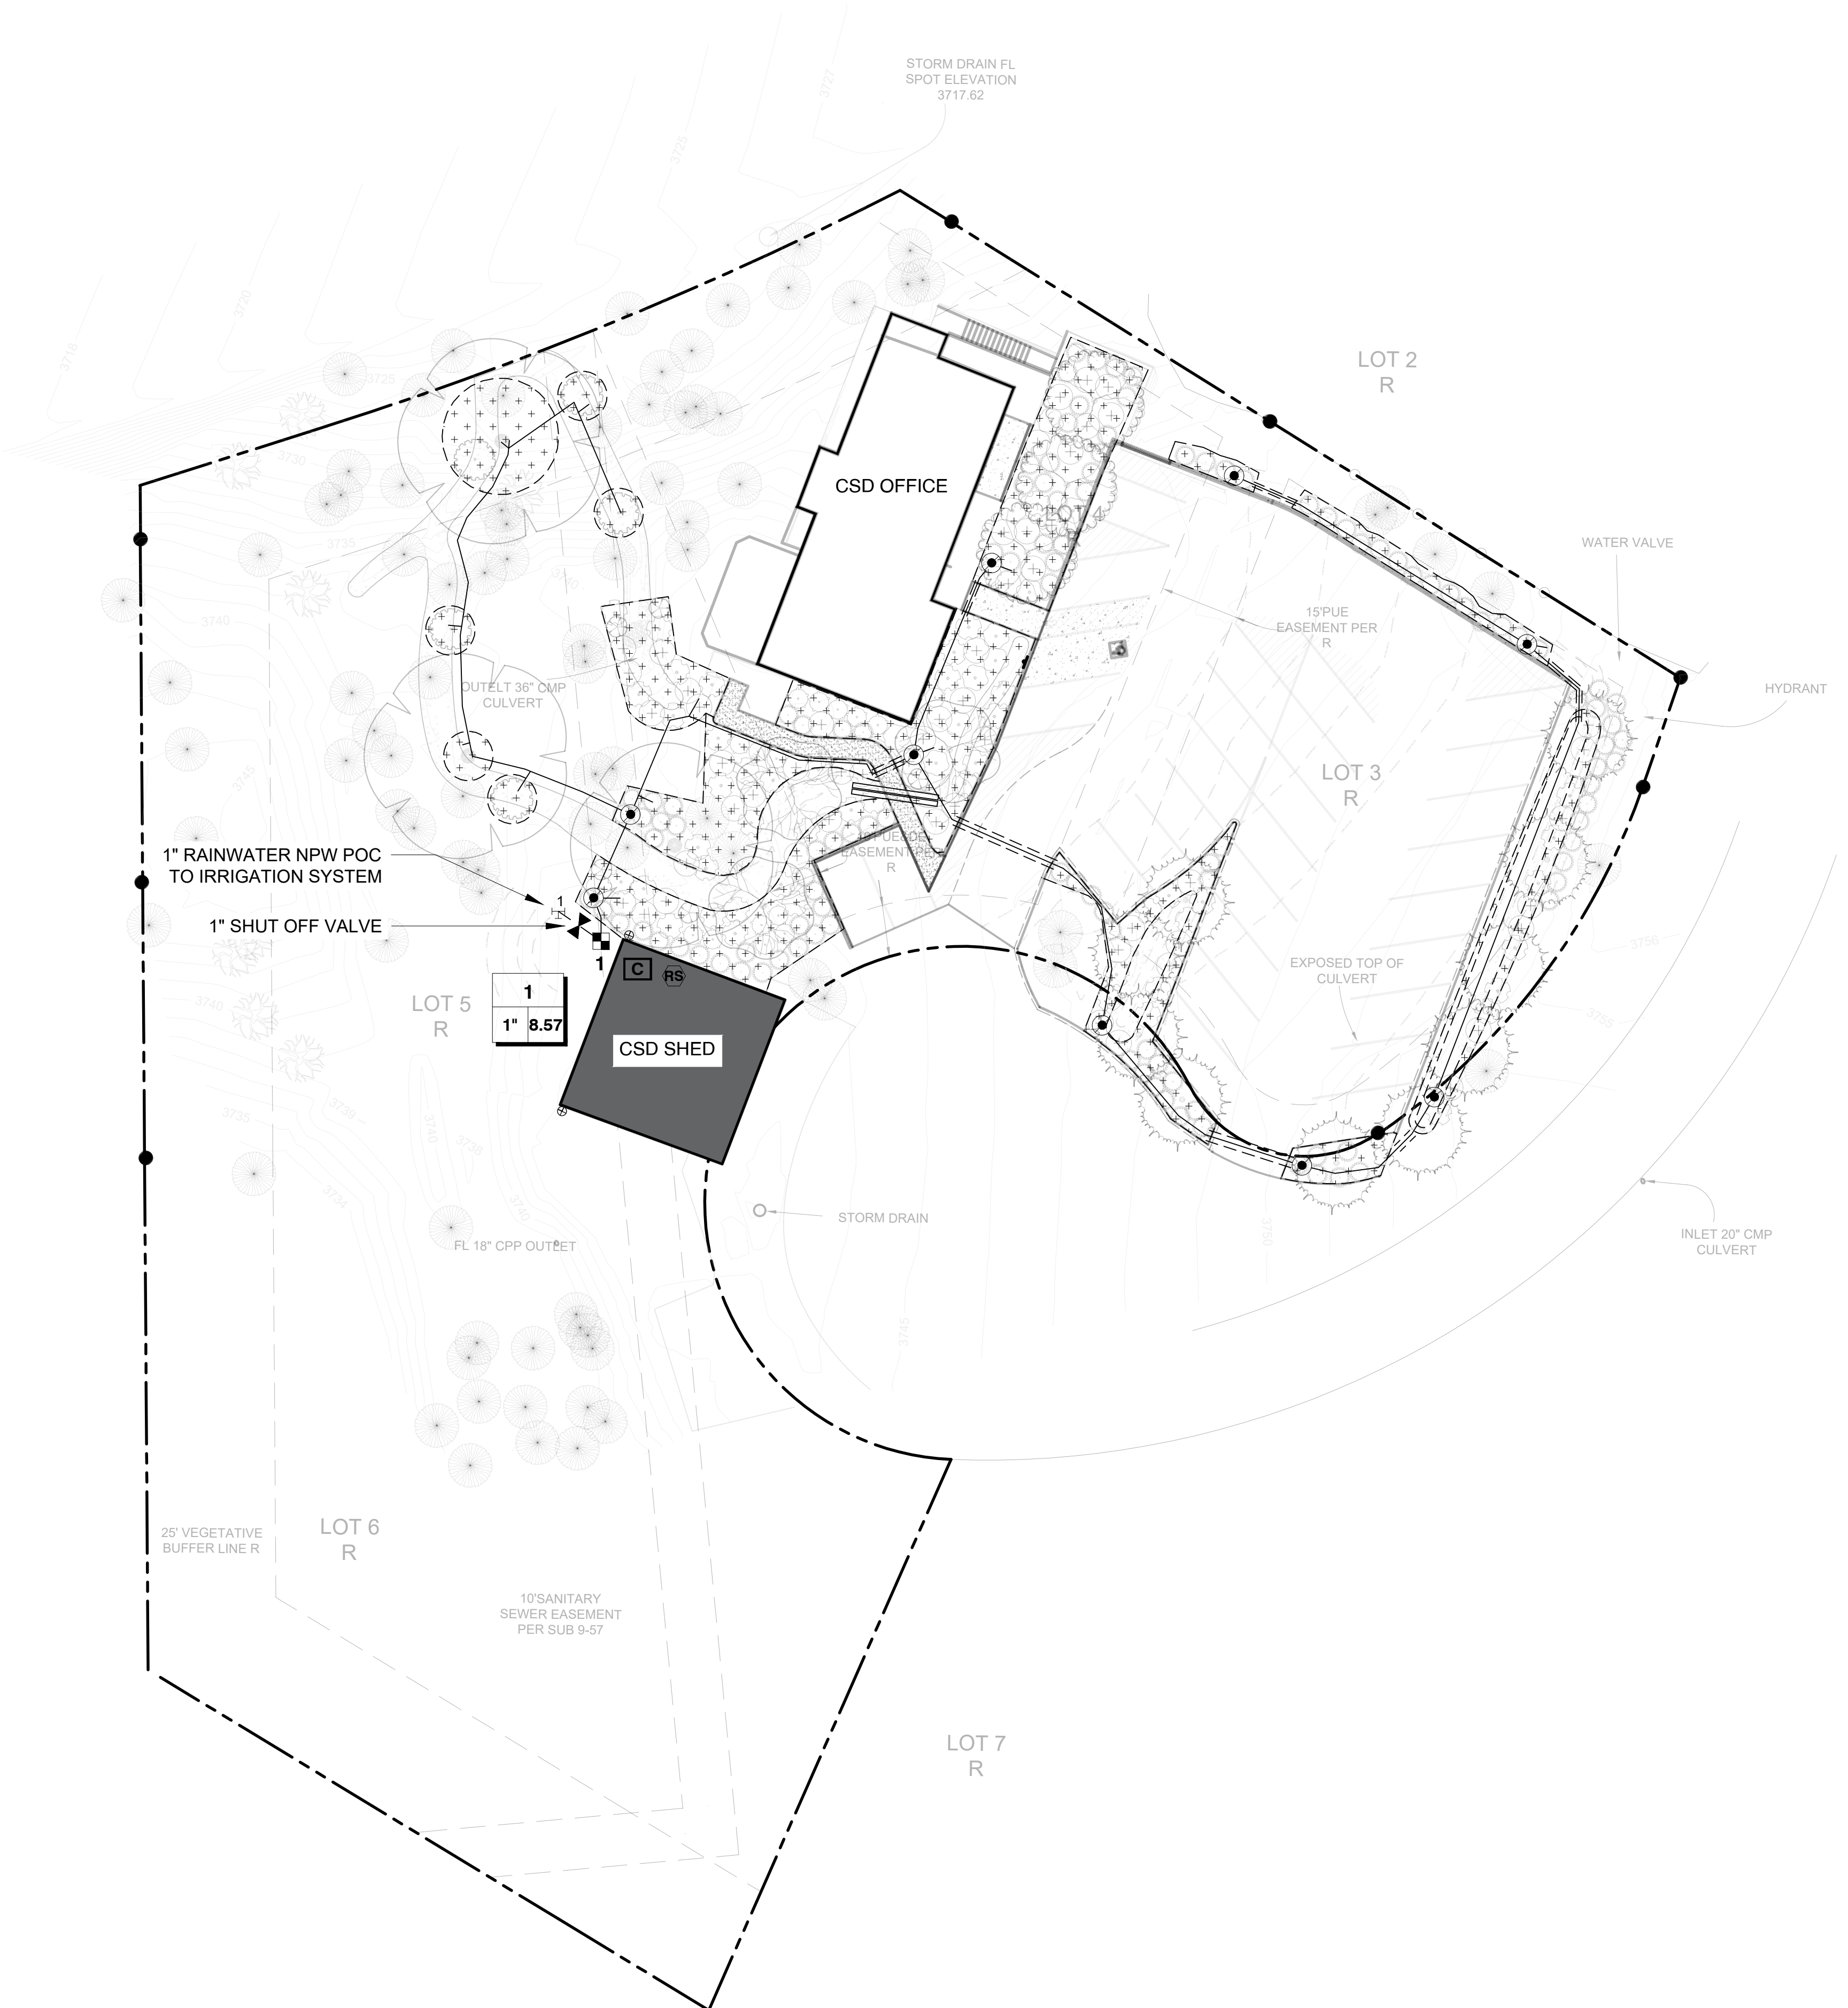 STORM DRAIN FL
SPOT ELEVATION
3717.62
3727
3725
3720
3716
3725
LOT 2
R
3730
CSD OFFICE
LOT 4
3735
WATER VALVE
15'PUE
EASEMENT PER
R
3740
OUTELT 36" CMP
CULVERT
HYDRANT
3745
LOT 3
R
EASEMENT PER
R
1" RAINWATER NPW POC
TO IRRIGATION SYSTEM
1
1" SHUT OFF VALVE
1
C
RS
3756
EXPOSED TOP OF
CULVERT
3740
LOT 5
R
1
1" 8.57
3755
CSD SHED
3735
3739
3740
3738
3734
3740
STORM DRAIN
3750
FL 18" CPP OUTLET
INLET 20" CMP
CULVERT
3745
25' VEGETATIVE
BUFFER LINE R
LOT 6
R
10'SANITARY
SEWER EASEMENT
PER SUB 9-57
LOT 7
R